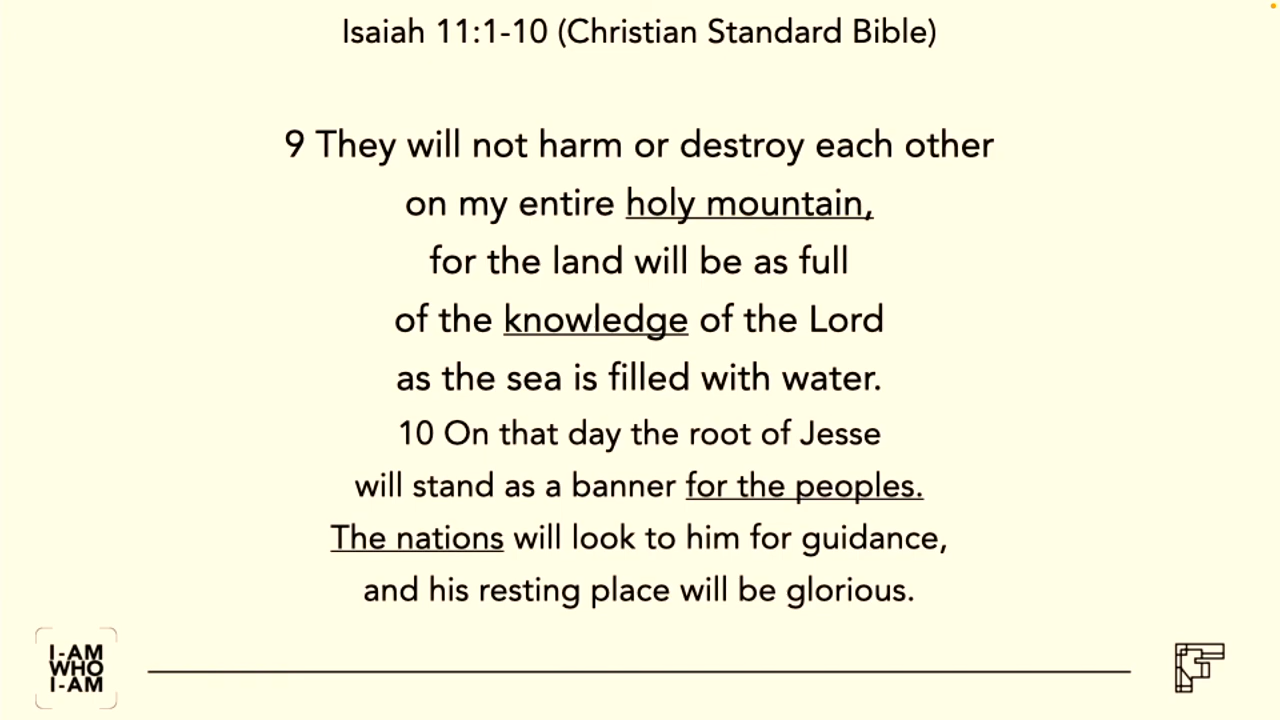 Isaiah 11:1-10 (Christian Standard Bible)
9 They will not harm or destroy each other
on my entire holy mountain,
for the land will be as full
of the knowledge of the Lord
as the sea is filled with water.
10 On that day the root of Jesse
will stand as a banner for the peoples.
The nations will look to him for guidance,
and his resting place will be glorious.
I-AM
WHO
I-AM